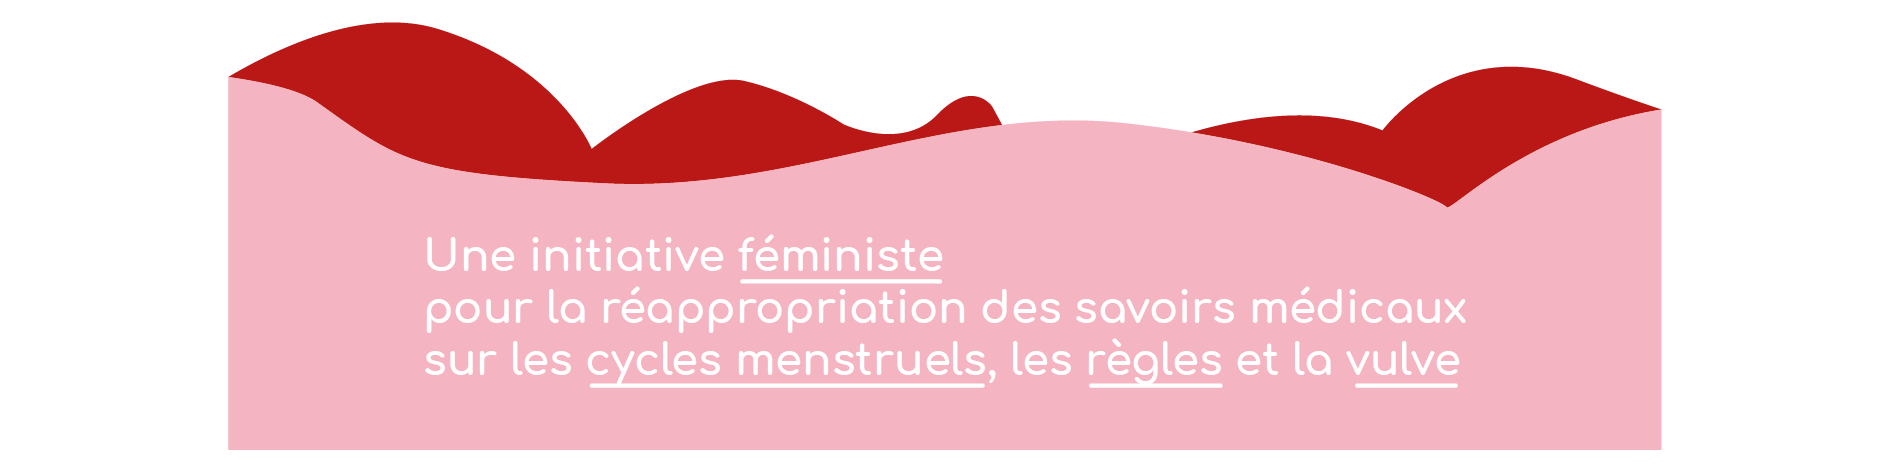 Une initiative féministe
pour la réappropriation des savoirs médicaux
sur les cycles menstruels, les règles et la vulve